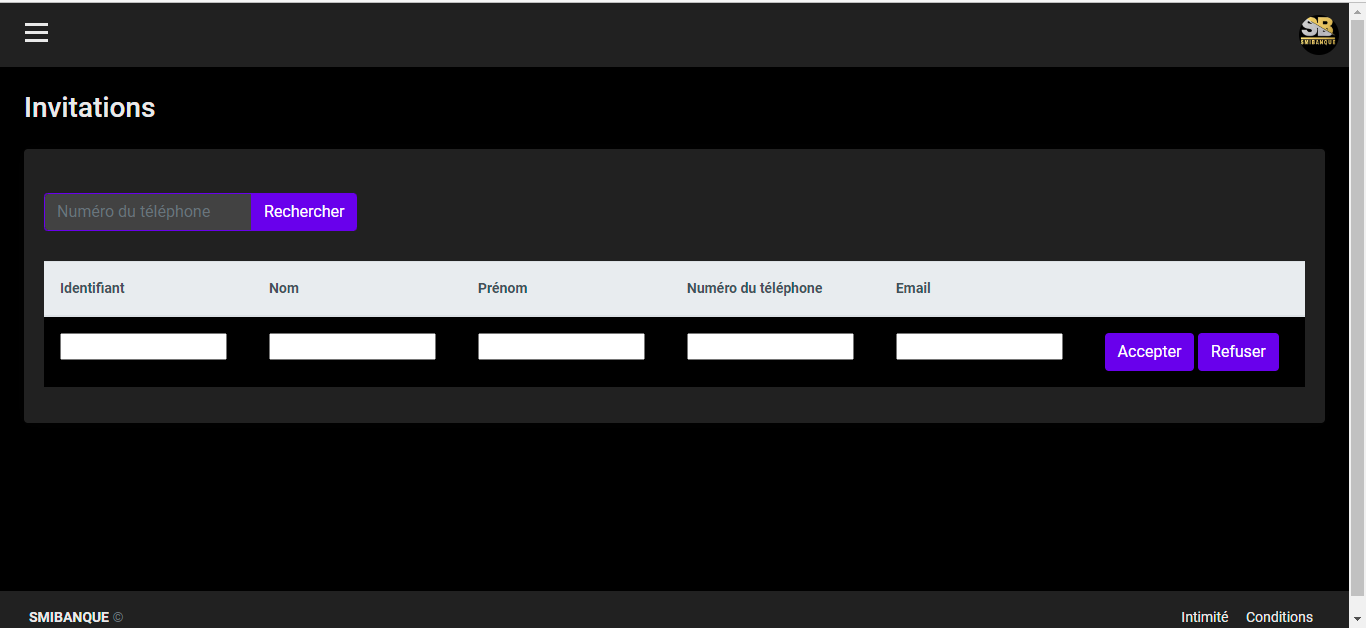 SB
SMIBANQUE
Invitations
Numéro du téléphone Rechercher
Identifiant Nom Prénom Numéro du téléphone Email
Accepter Refuser
SMIBANQUE © Intimité Conditions